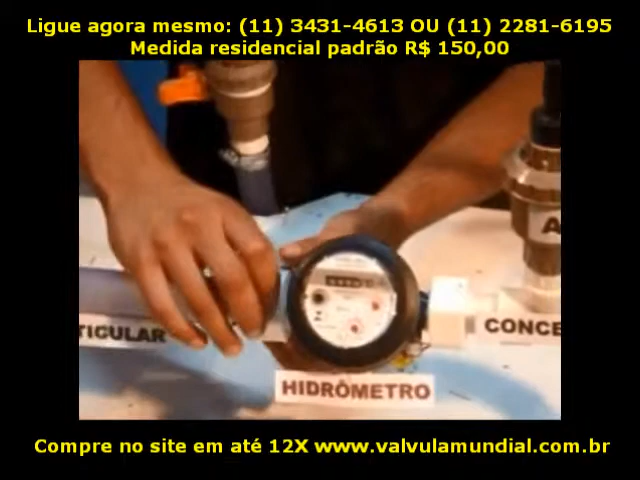 Ligue agora mesmo: (11) 3431-4613 OU (11) 2281-6195
Medida residencial padrão R$ 150,00
A
TICULAR
CONCE
HIDRÔMETRO
Compre no site em até 12X www.valvulamundial.com.br